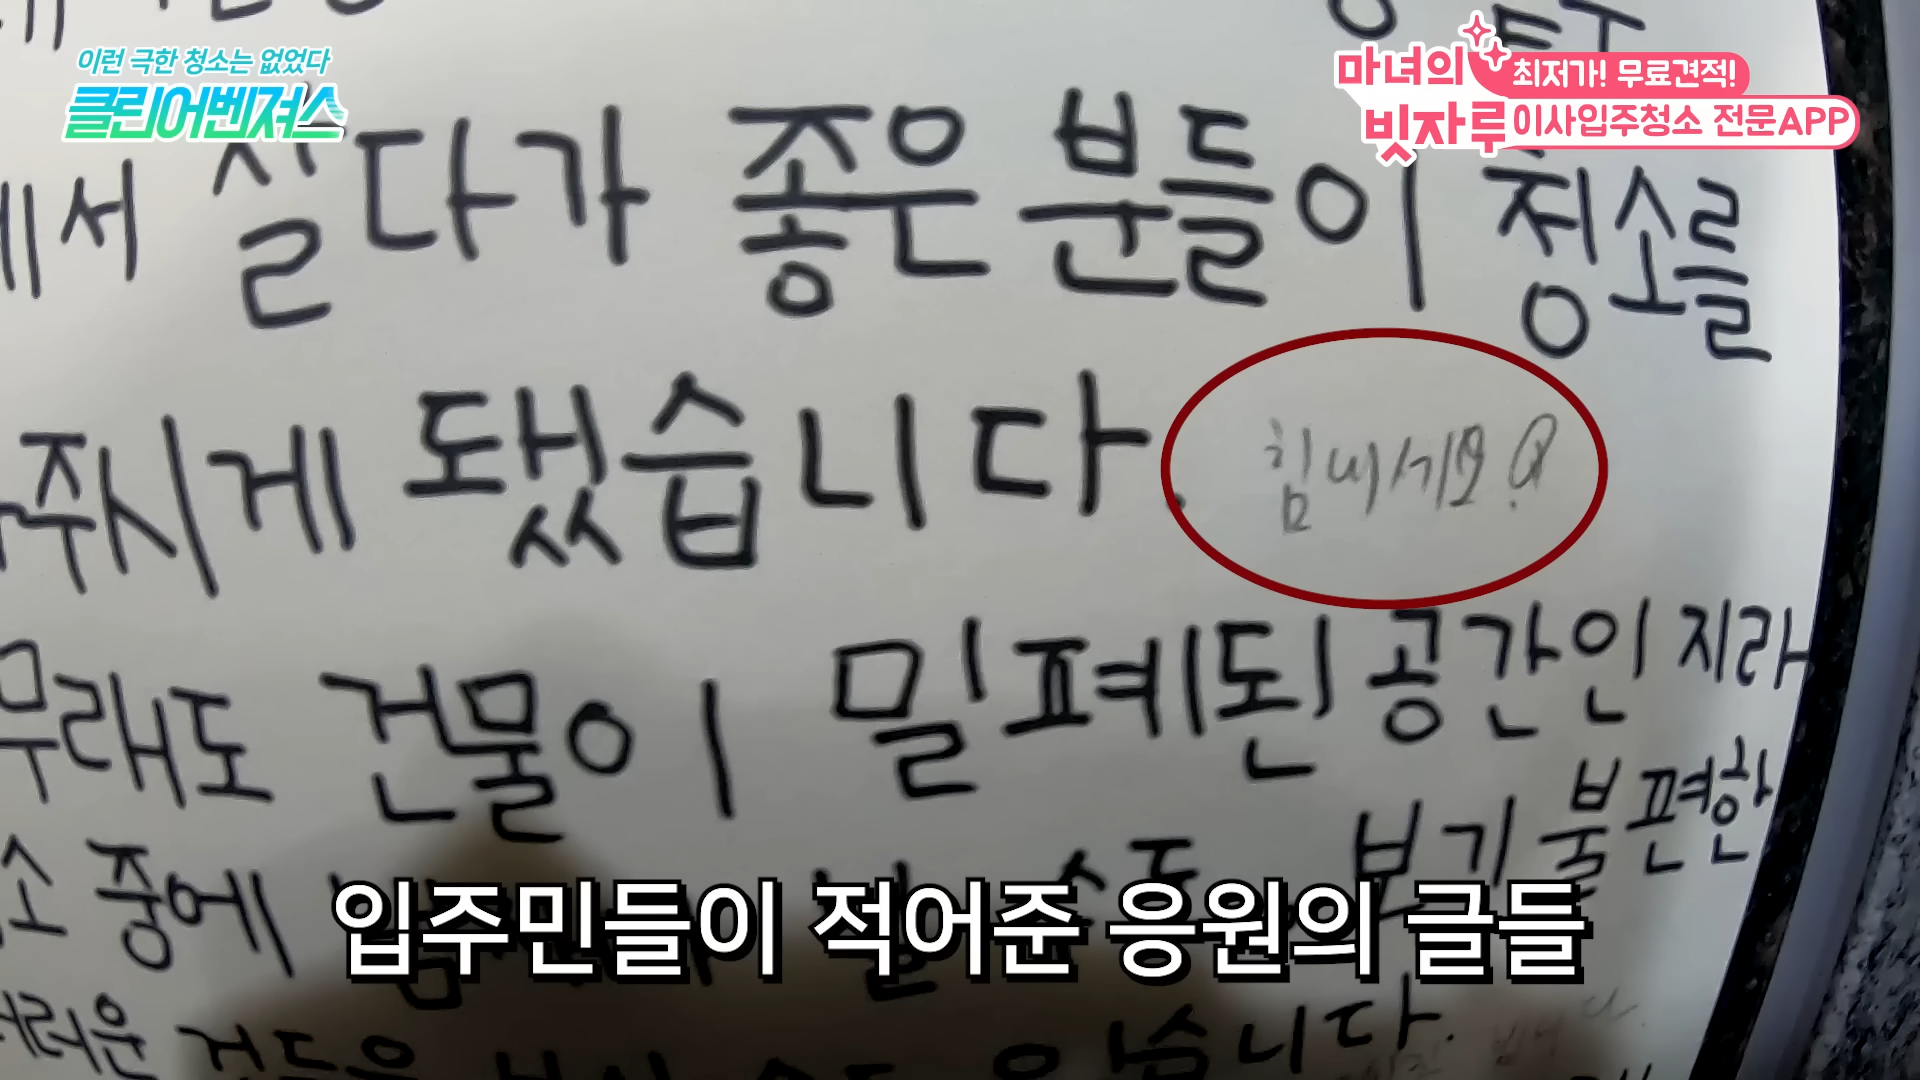 이런 극한 청소는 없었다
클린어벤져스
마녀의 빗자루
최저가! 무료견적!
이사입주청소 전문APP
에서 살다가 좋은 분들이 청소를
주시게 됐습니다. 힘내세요!
무래도 건물이 밀폐된 공간인 지라
소 중에 보기 불편한
입주민들이 적어준 응원의 글들